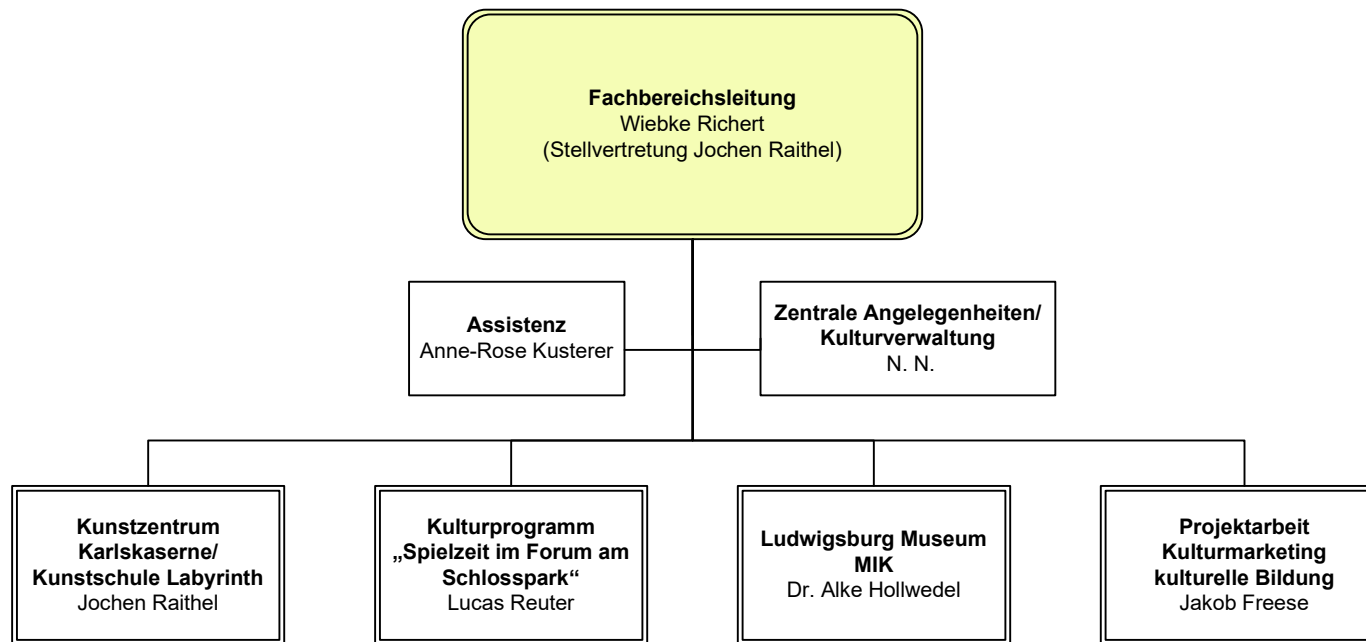 Fachbereichsleitung
Wiebke Richert
(Stellvertretung Jochen Raithel)
Assistenz
Anne-Rose Kusterer
Zentrale Angelegenheiten/
Kulturverwaltung
N. N.
Kunstzentrum
Karlskaserne/
Kunstschule Labyrinth
Jochen Raithel
Kulturprogramm
„Spielzeit im Forum am
Schlosspark“
Lucas Reuter
Ludwigsburg Museum
MIK
Dr. Alke Hollwedel
Projektarbeit
Kulturmarketing
kulturelle Bildung
Jakob Freese